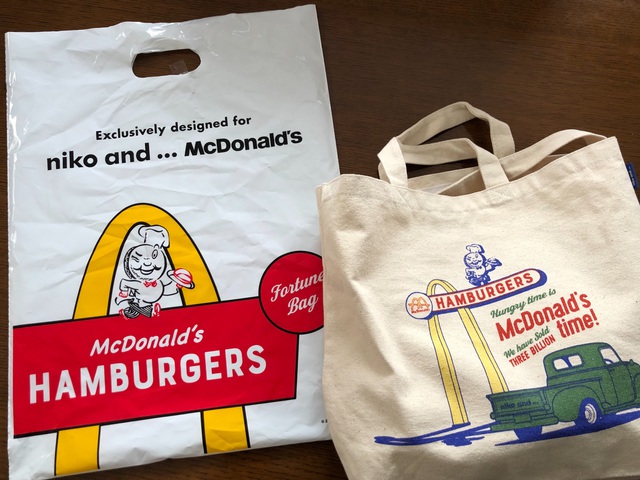 Exclusively designed for
niko and ... McDonald's
Fortune
Bag
McDonald's
HAMBURGERS
HAMBURGERS
Hungry time is
McDonald's
time!
We have Sold
THREE BILLION